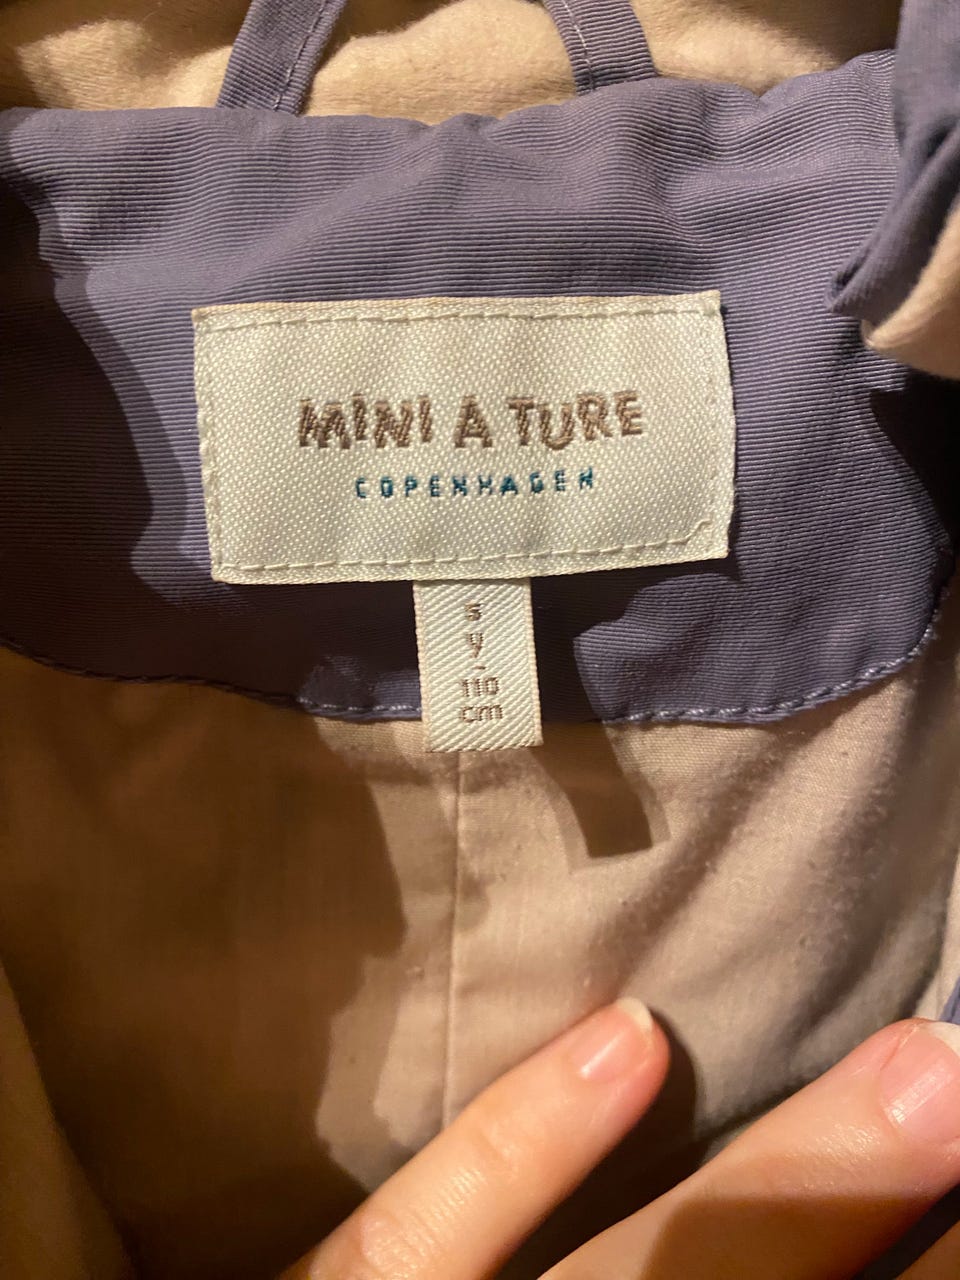 MINI A TURE
COPENHAGEN
5
y
110
cm